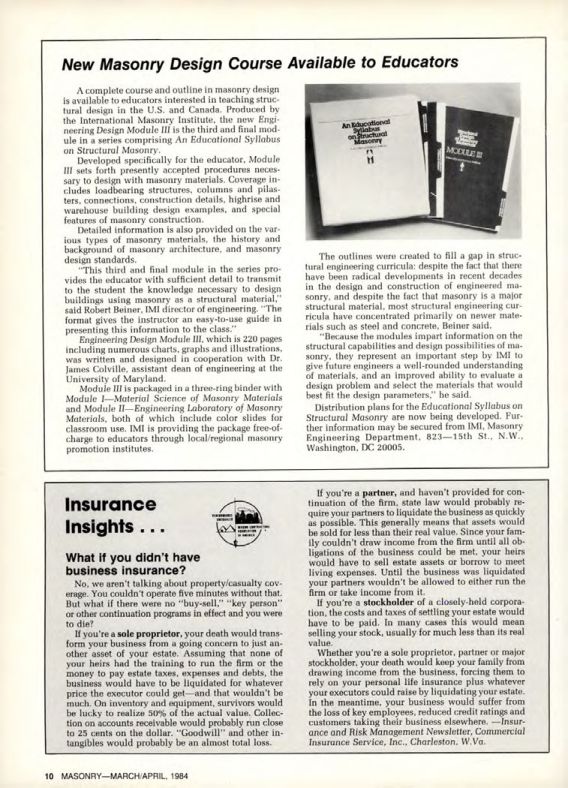 New Masonry Design Course Available to Educators
A complete course and outline in masonry design
is available to educators interested in teaching struc-
tural design in the U.S. and Canada. Produced by
the International Masonry Institute, the new Engi-
neering Design Module III is the third and final mod-
ule in a series comprising An Educational Syllabus
on Structural Masonry.
Developed specifically for the educator, Module
III sets forth presently accepted procedures neces-
sary to design with masonry materials. Coverage in-
cludes loadbearing structures, columns and pilas-
ters, connections, construction details, highrise and
warehouse building design examples, and special
features of masonry construction.
Detailed information is also provided on the var-
ious types of masonry materials, the history and
background of masonry architecture, and masonry
design standards.
"This third and final module in the series pro-
vides the educator with sufficient detail to transmit
to the student the knowledge necessary to design
buildings using masonry as a structural material,"
said Robert Beiner, IMI director of engineering. "The
format gives the instructor an easy-to-use guide in
presenting this information to the class."
Engineering Design Module III, which is 220 pages
including numerous charts, graphs and illustrations,
was written and designed in cooperation with Dr.
James Colville, assistant dean of engineering at the
University of Maryland.
Module III is packaged in a three-ring binder with
Module I—Material Science of Masonry Materials
and Module II—Engineering Laboratory of Masonry
Materials, both of which include color slides for
classroom use. IMI is providing the package free-of-
charge to educators through local/regional masonry
promotion institutes.
An Educational
Syllabus
on Structural
Masonry
MODULE III
The outlines were created to fill a gap in struc-
tural engineering curricula: despite the fact that there
have been radical developments in recent decades
in the design and construction of engineered ma-
sonry, and despite the fact that masonry is a major
structural material, most structural engineering cur-
ricula have concentrated primarily on newer mate-
rials such as steel and concrete, Beiner said.
"Because the modules impart information on the
structural capabilities and design possibilities of ma-
sonry, they represent an important step by IMI to
give future engineers a well-rounded understanding
of materials, and an improved ability to evaluate a
design problem and select the materials that would
best fit the design parameters," he said.
Distribution plans for the Educational Syllabus on
Structural Masonry are now being developed. Fur-
ther information may be secured from IMI, Masonry
Engineering Department, 823—15th St., N.W.,
Washington, DC 20005.
Insurance
Insights . . .
What if you didn't have
business insurance?
No, we aren't talking about property/casualty cov-
erage. You couldn't operate five minutes without that.
But what if there were no "buy-sell," "key person"
or other continuation programs in effect and you were
to die?
If you're a sole proprietor, your death would trans-
form your business from a going concern to just an-
other asset of your estate. Assuming that none of
your heirs had the training to run the firm or the
money to pay estate taxes, expenses and debts, the
business would have to be liquidated for whatever
price the executor could get—and that wouldn't be
much. On inventory and equipment, survivors would
be lucky to realize 50% of the actual value. Collec-
tion on accounts receivable would probably run close
to 25 cents on the dollar. "Goodwill" and other in-
tangibles would probably be an almost total loss.
If you're a partner, and haven't provided for con-
tinuation of the firm, state law would probably re-
quire your partners to liquidate the business as quickly
as possible. This generally means that assets would
be sold for less than their real value. Since your fam-
ily couldn't draw income from the firm until all ob-
ligations of the business could be met, your heirs
would have to sell estate assets or borrow to meet
living expenses. Until the business was liquidated
your partners wouldn't be allowed to either run the
firm or take income from it.
If you're a stockholder of a closely-held corpora-
tion, the costs and taxes of settling your estate would
have to be paid. In many cases this would mean
selling your stock, usually for much less than its real
value.
Whether you're a sole proprietor, partner or major
stockholder, your death would keep your family from
drawing income from the business, forcing them to
rely on your personal life insurance plus whatever
your executors could raise by liquidating your estate.
In the meantime, your business would suffer from
the loss of key employees, reduced credit ratings and
customers taking their business elsewhere. —Insur-
ance and Risk Management Newsletter, Commercial
Insurance Service, Inc., Charleston, W.Va.
10 MASONRY—MARCH/APRIL, 1984